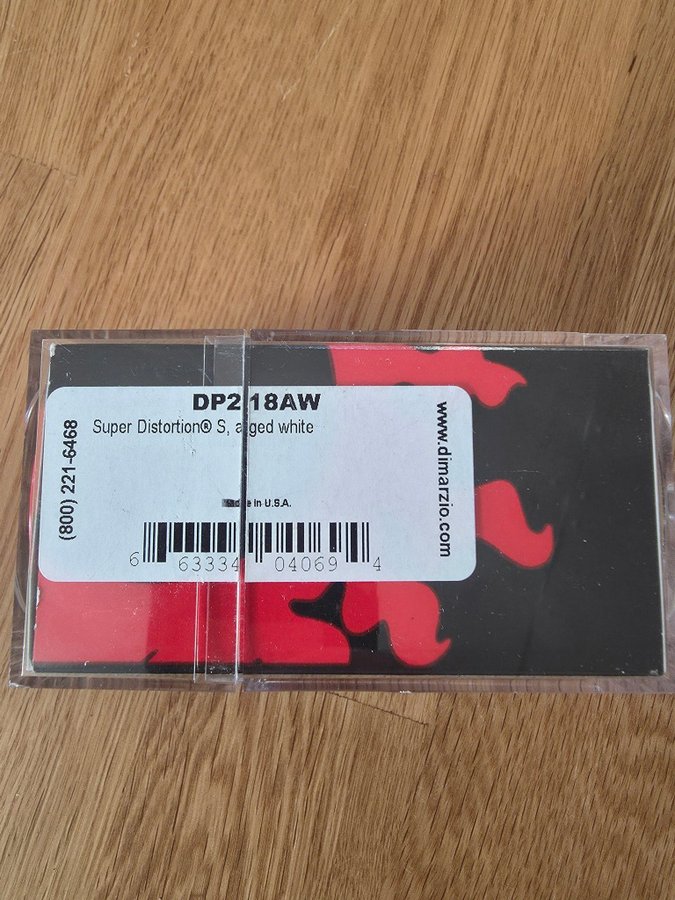 DP218AW
Super Distortion® S, aged white
(800) 221-6468
www.dimarzio.com
Made in U.S.A.
6 63334 04069 4